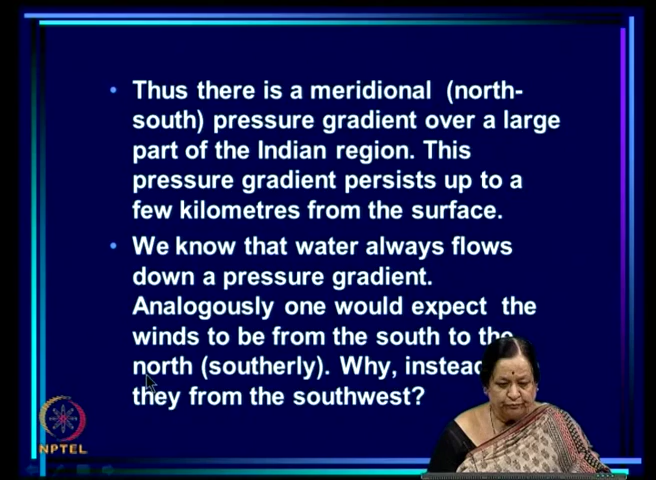 Thus there is a meridional (north-
south) pressure gradient over a large
part of the Indian region. This
pressure gradient persists up to a
few kilometres from the surface.
We know that water always flows
down a pressure gradient.
Analogously one would expect the
winds to be from the south to the
north (southerly). Why, instead
they from the southwest?
NPTEL